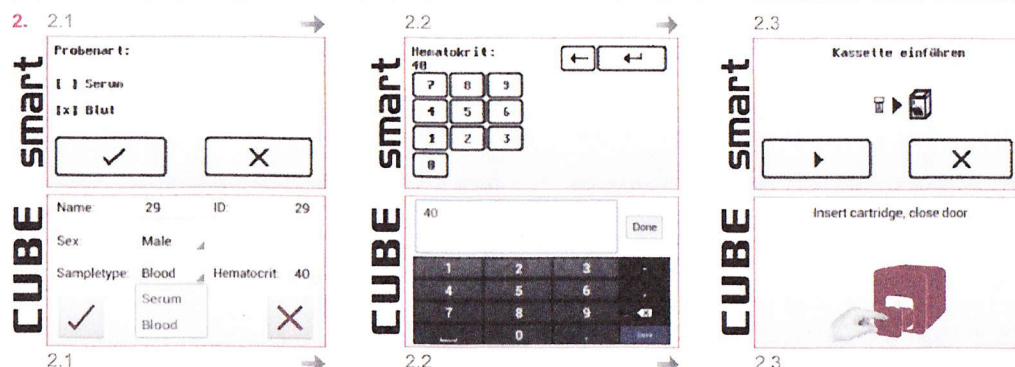 2. 2.1
smart
Probenart:
[ ] Serum
[x] Blut
2.2
smart
Hematokrit:
40
7 8 9
4 5 6
1 2 3
0
2.3
smart
Kassette einführen
CUBE
Name: 29 ID: 29
Sex: Male
Sampletype: Blood Hematocrit: 40
Serum
Blood
2.1
CUBE
40
Done
1 2 3 -
4 5 6 ,
7 8 9
0 .
2.2
CUBE
Insert cartridge, close door
2.3